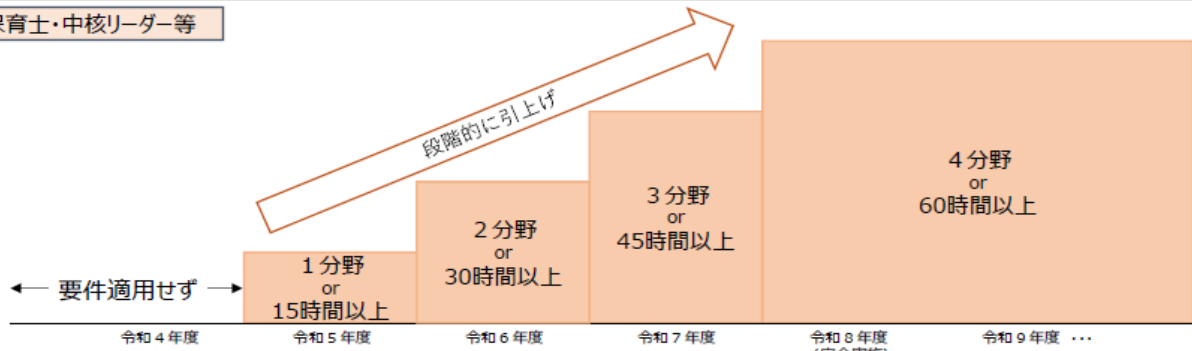 保育士・中核リーダー等
段階的に引上げ
4分野
or
60時間以上
3分野
or
45時間以上
2分野
or
30時間以上
1分野
or
15時間以上
← 要件適用せず →
令和4年度 令和5年度 令和6年度 令和7年度 令和8年度 令和9年度 ・・・